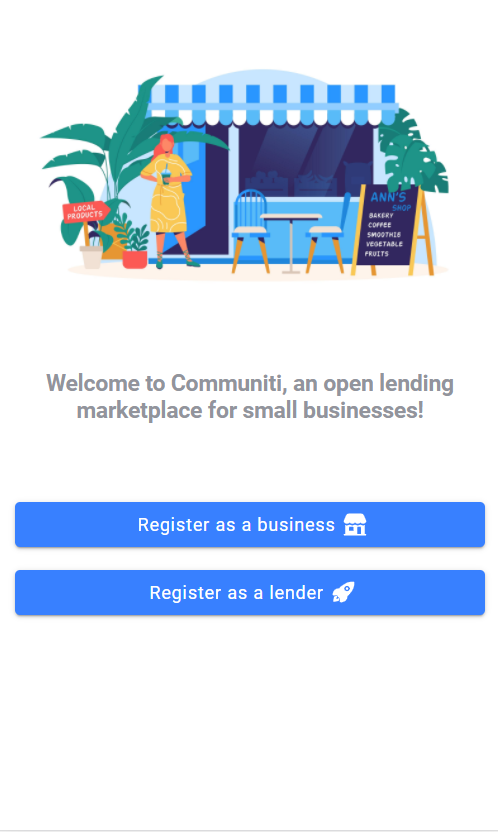 LOCAL
PRODUCTS
ANN'S
SHOP
BAKERY
COFFEE
SMOOTHIE
VEGETABLE
FRUITS
Welcome to Communiti, an open lending
marketplace for small businesses!
Register as a business
Register as a lender